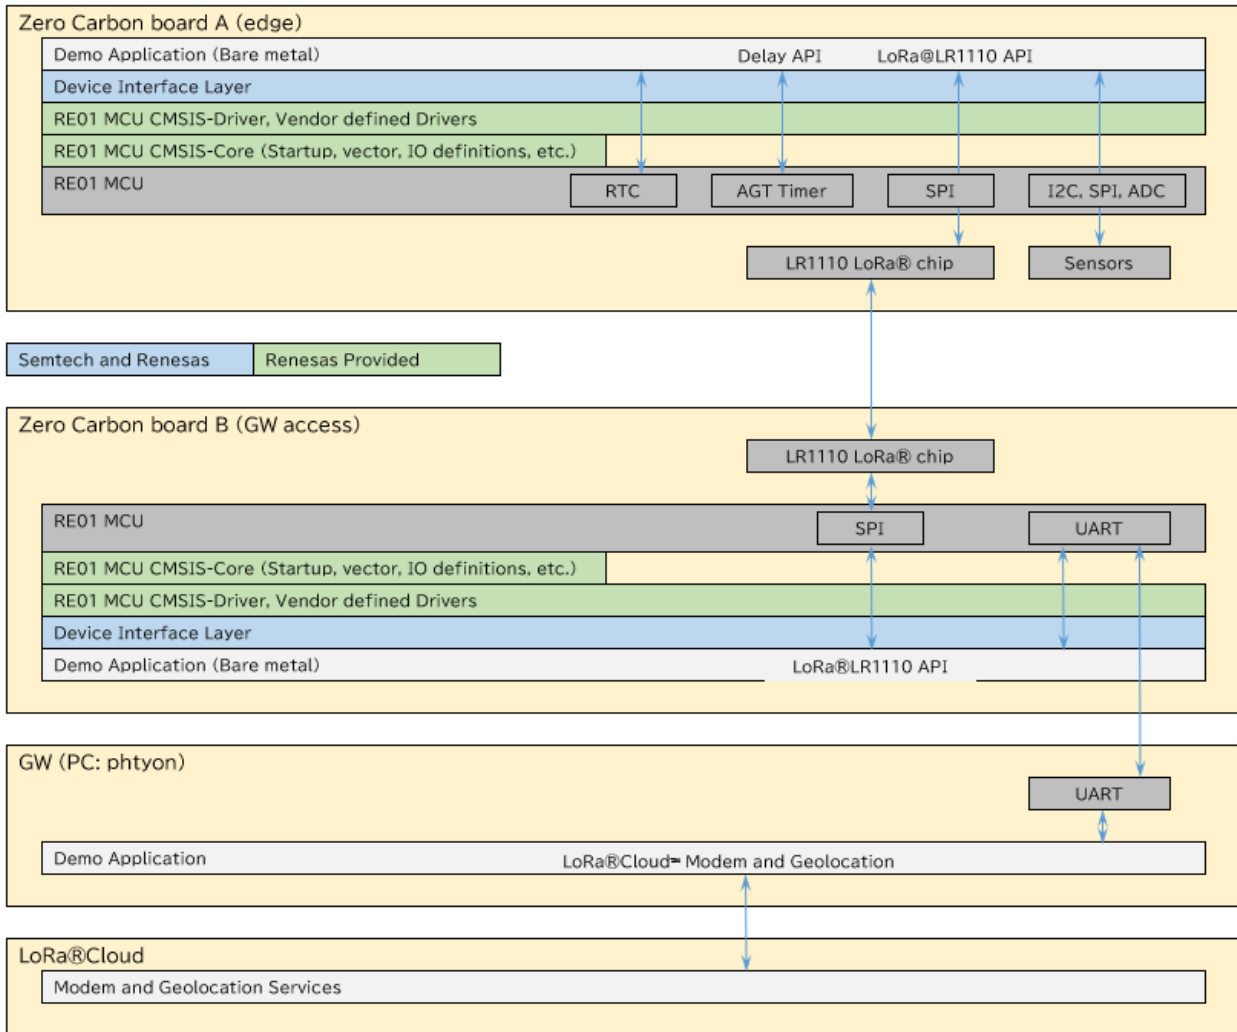 Zero Carbon board A (edge)
Demo Application (Bare metal) Delay API LoRa@LR1110 API
Device Interface Layer
RE01 MCU CMSIS-Driver, Vendor defined Drivers
RE01 MCU CMSIS-Core (Startup, vector, IO definitions, etc.)
RE01 MCU RTC AGT Timer SPI I2C, SPI, ADC
LR1110 LoRa® chip Sensors
Semtech and Renesas Renesas Provided
Zero Carbon board B (GW access)
LR1110 LoRa® chip
RE01 MCU SPI UART
RE01 MCU CMSIS-Core (Startup, vector, IO definitions, etc.)
RE01 MCU CMSIS-Driver, Vendor defined Drivers
Device Interface Layer
Demo Application (Bare metal) LoRa®LR1110 API
GW (PC: phtyon)
UART
Demo Application LoRa®Cloud= Modem and Geolocation
LoRa®Cloud
Modem and Geolocation Services